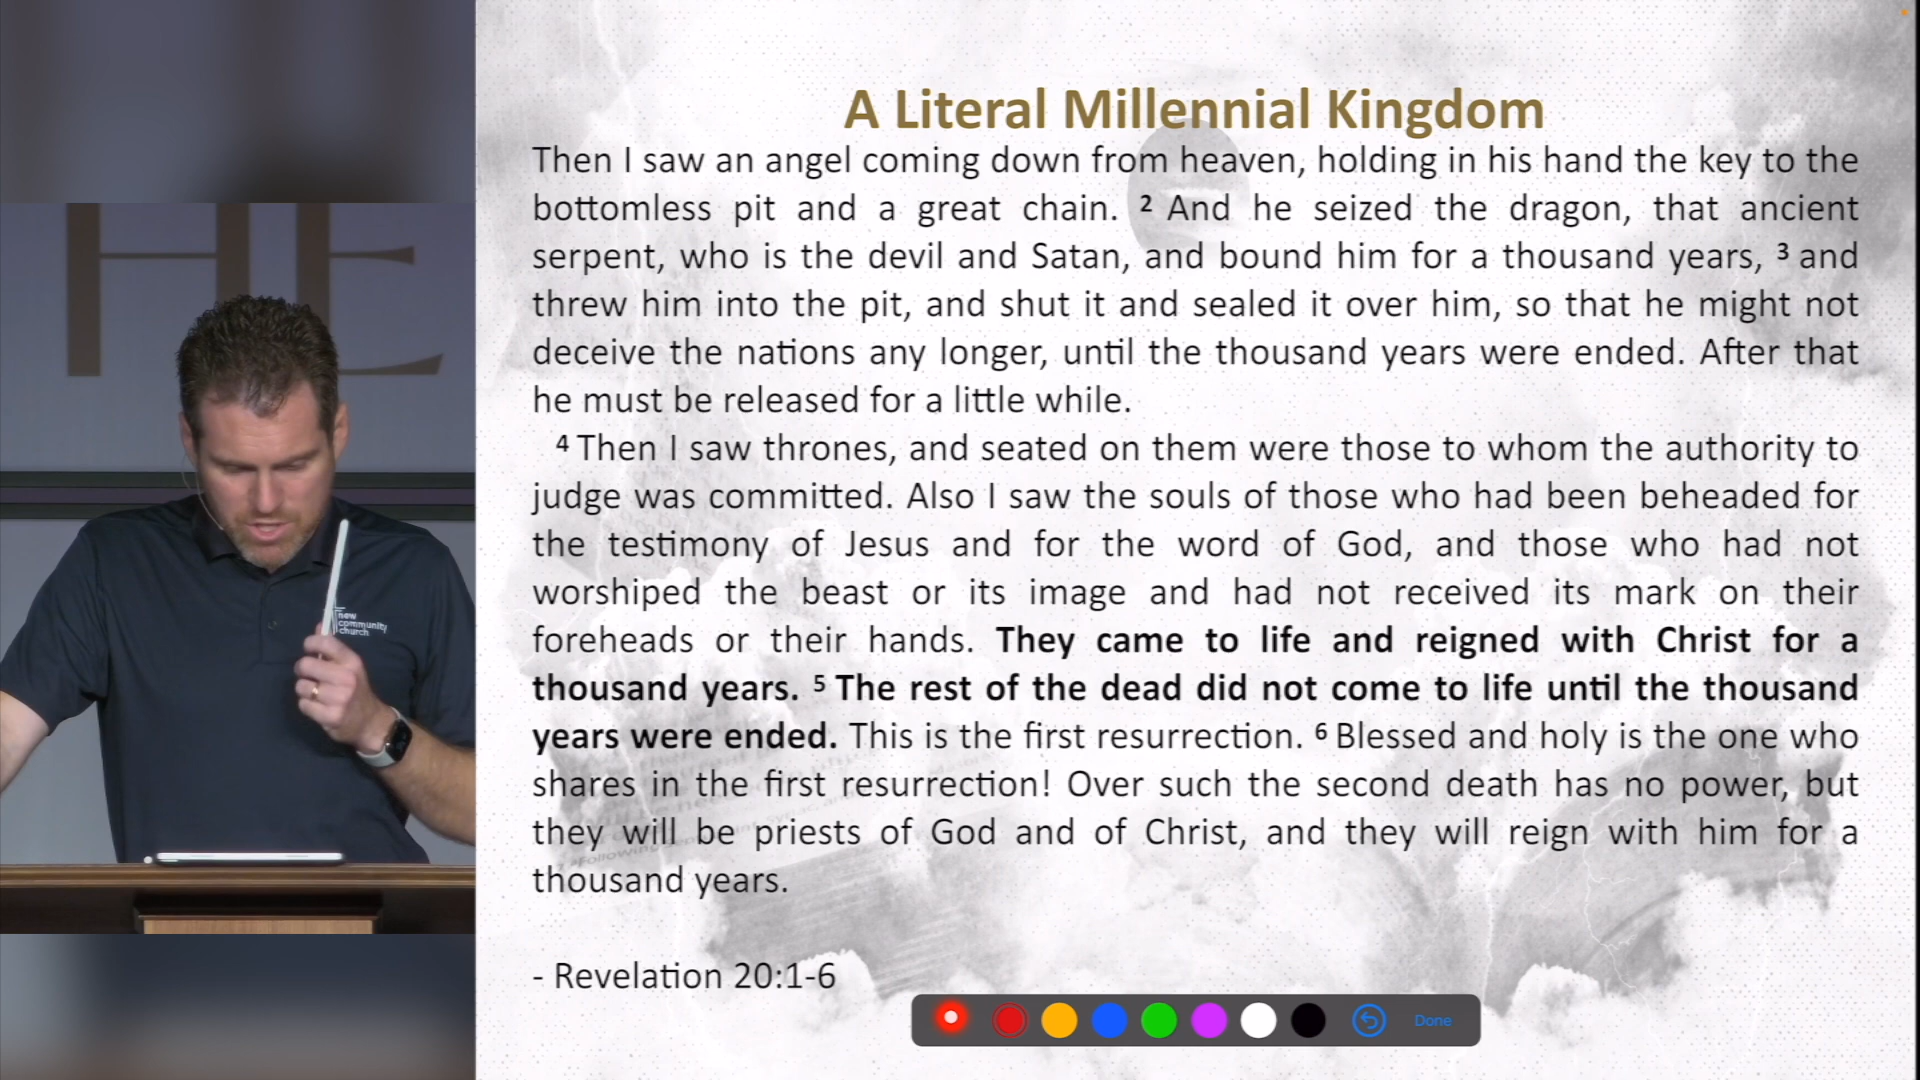 HE
new
community
church
A Literal Millennial Kingdom
Then I saw an angel coming down from heaven, holding in his hand the key to the
bottomless pit and a great chain. ² And he seized the dragon, that ancient
serpent, who is the devil and Satan, and bound him for a thousand years, ³ and
threw him into the pit, and shut it and sealed it over him, so that he might not
deceive the nations any longer, until the thousand years were ended. After that
he must be released for a little while.
⁴ Then I saw thrones, and seated on them were those to whom the authority to
judge was committed. Also I saw the souls of those who had been beheaded for
the testimony of Jesus and for the word of God, and those who had not
worshiped the beast or its image and had not received its mark on their
foreheads or their hands. They came to life and reigned with Christ for a
thousand years. ⁵ The rest of the dead did not come to life until the thousand
years were ended. This is the first resurrection. ⁶ Blessed and holy is the one who
shares in the first resurrection! Over such the second death has no power, but
they will be priests of God and of Christ, and they will reign with him for a
thousand years.
- Revelation 20:1-6
Done